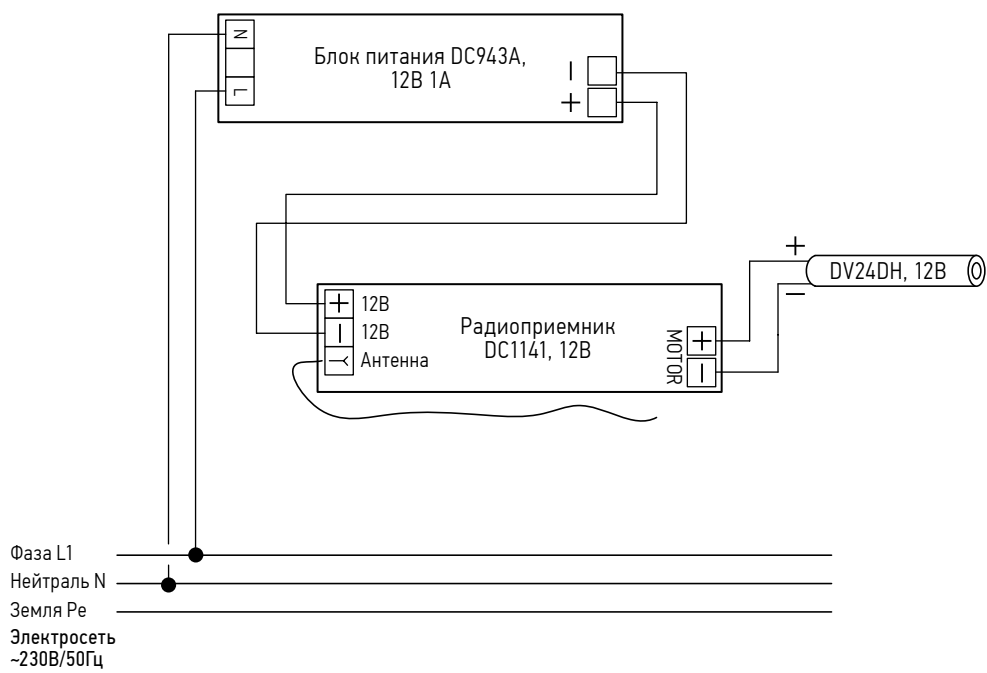 N
L
Блок питания DC943A,
12В 1А
−
+
+
DV24DH, 12В
−
+ 12В
− 12В
Антенна
Радиоприемник
DC1141, 12В
MOTOR
+
−
Фаза L1
Нейтраль N
Земля Pe
Электросеть
~230В/50Гц